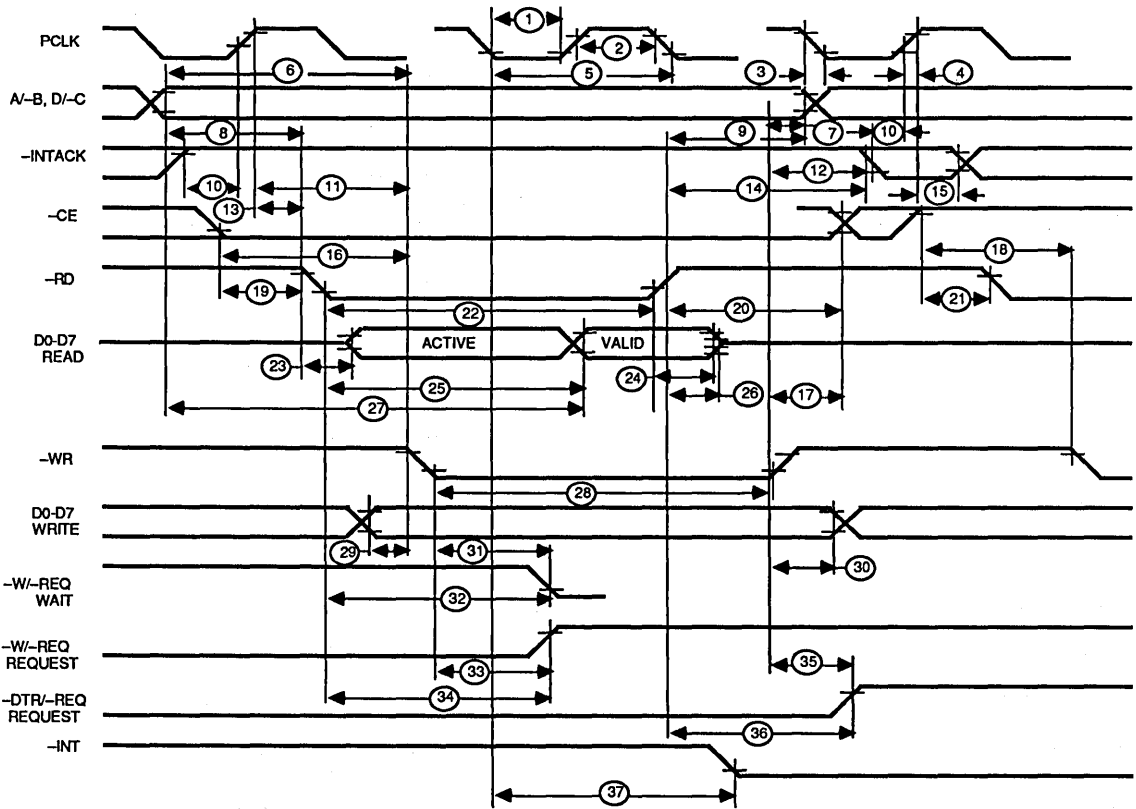 1
PCLK
2
3
4
5
6
A/–B, D/–C
7
8
9
10
–INTACK
12
10
11
14
15
13
–CE
16
18
–RD
19
21
22
20
D0-D7
READ
ACTIVE
VALID
23
24
25
26
17
27
–WR
28
D0-D7
WRITE
29
31
30
–W/–REQ
WAIT
32
–W/–REQ
REQUEST
33
35
34
–DTR/–REQ
REQUEST
36
–INT
37